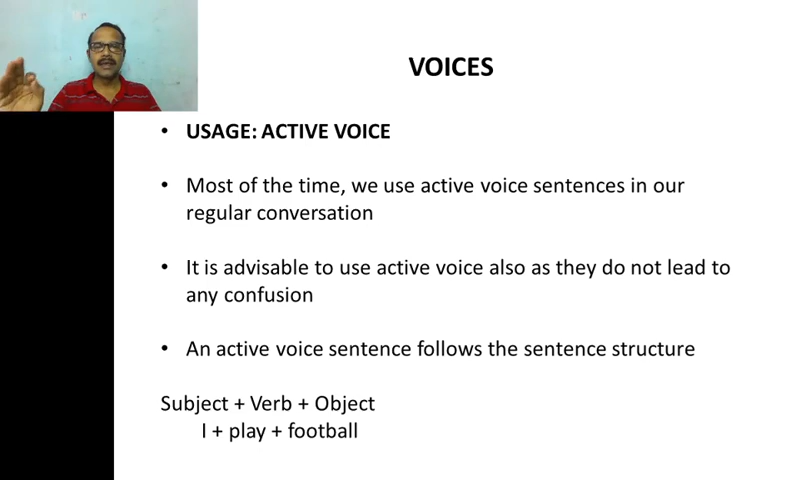 VOICES
• USAGE: ACTIVE VOICE
• Most of the time, we use active voice sentences in our
regular conversation
• It is advisable to use active voice also as they do not lead to
any confusion
• An active voice sentence follows the sentence structure
Subject + Verb + Object
I + play + football